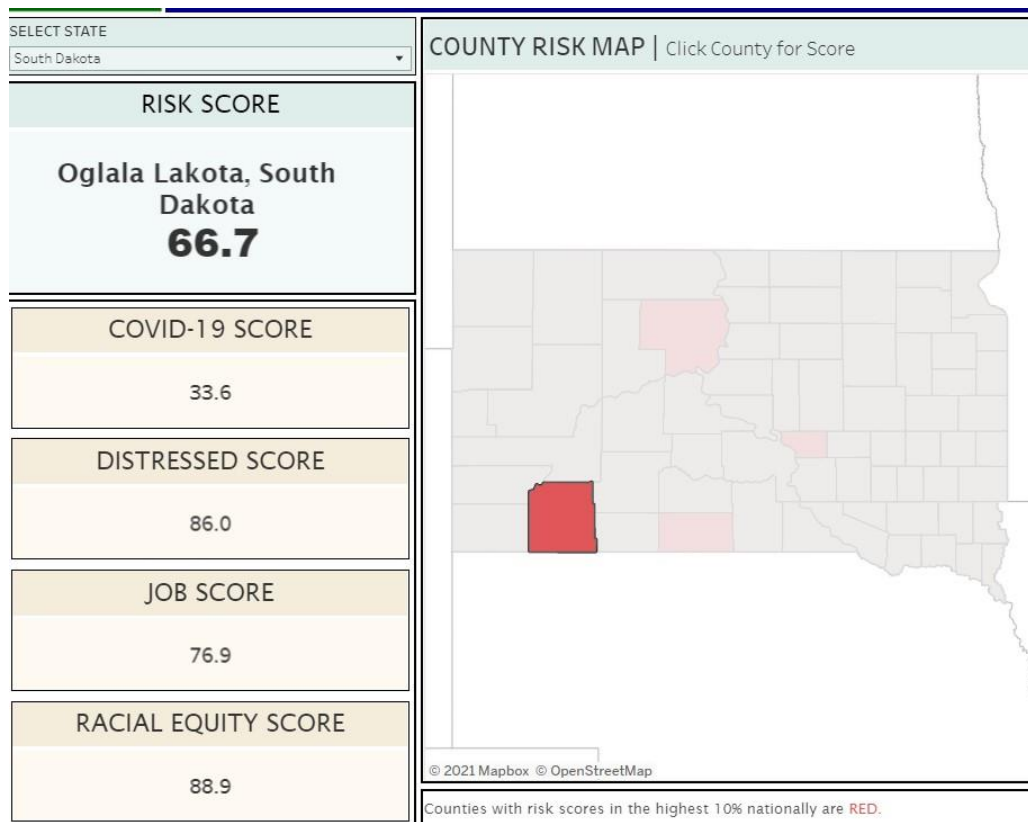 SELECT STATE
South Dakota
RISK SCORE
Oglala Lakota, South
Dakota
66.7
COVID-19 SCORE
33.6
DISTRESSED SCORE
86.0
JOB SCORE
76.9
RACIAL EQUITY SCORE
88.9
COUNTY RISK MAP | Click County for Score
© 2021 Mapbox © OpenStreetMap
Counties with risk scores in the highest 10% nationally are RED.